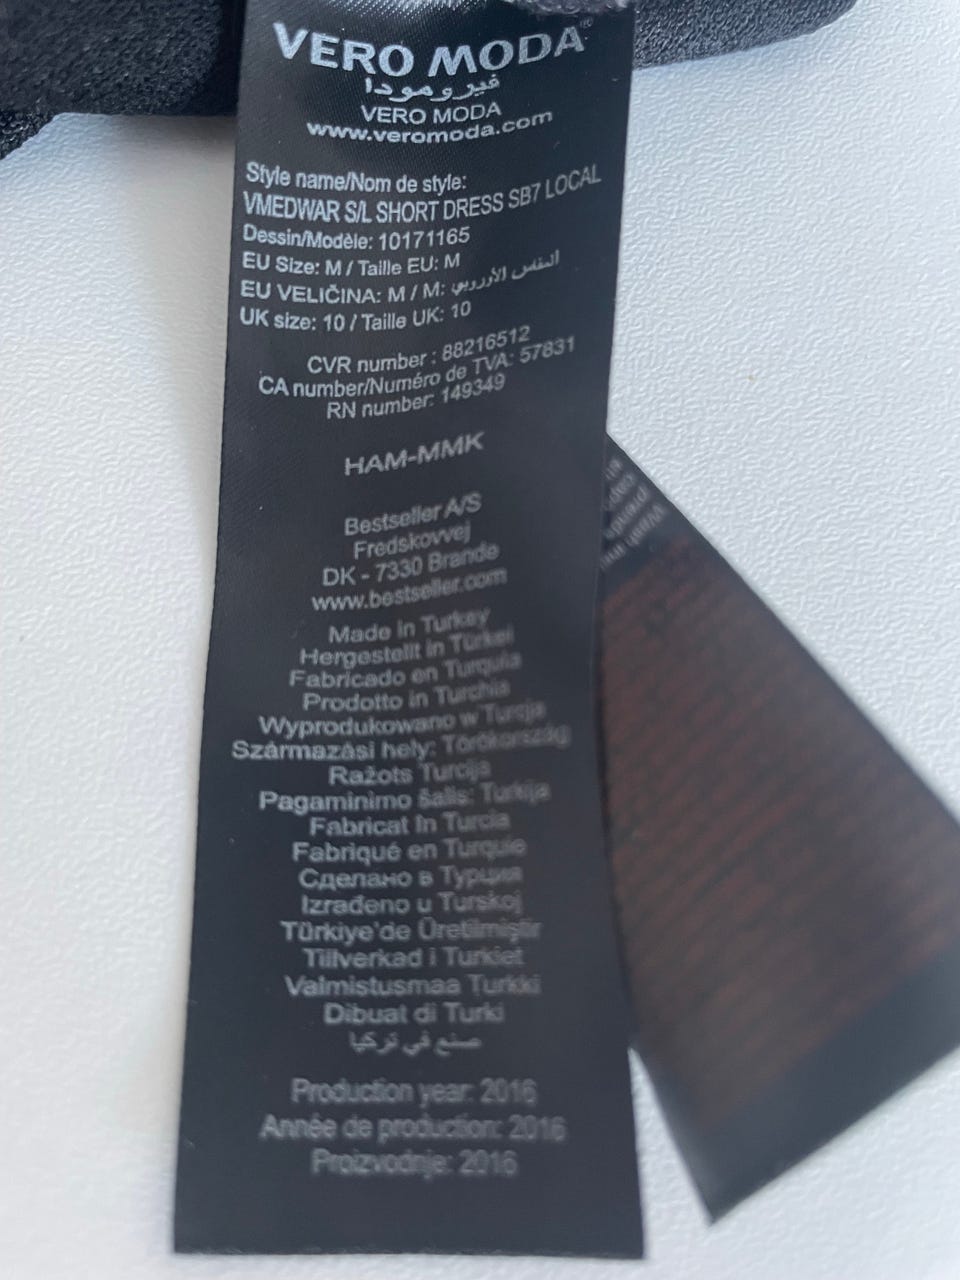 VERO MODA®
فيرومودا
VERO MODA
www.veromoda.com
Style name/Nom de style:
VMEDWAR S/L SHORT DRESS SB7 LOCAL
Dessin/Modèle: 10171165
EU Size: M / Taille EU: M
EU VELIČINA: M / M: المقاس الأوروبي
UK size: 10 / Taille UK: 10
CVR number : 88216512
CA number/Numéro de TVA: 57831
RN number: 149349
HAM-MMK
Bestseller A/S
Fredskovvej
DK - 7330 Brande
www.bestseller.com
Made in Turkey
Hergestellt in Türkei
Fabricado en Turquia
Prodotto in Turchia
Wyprodukowano w Turcja
Származási hely: Törökország
Ražots Turcija
Pagaminimo šalis: Turkija
Fabricat In Turcia
Fabriqué en Turquie
Сделано в Турция
Izrađeno u Turskoj
Türkiye'de Üretilmiştir
Tillverkad i Turkiet
Valmistusmaa Turkki
Dibuat di Turki
صنع في تركيا
Production year: 2016
Année de production: 2016
Proizvodnje: 2016